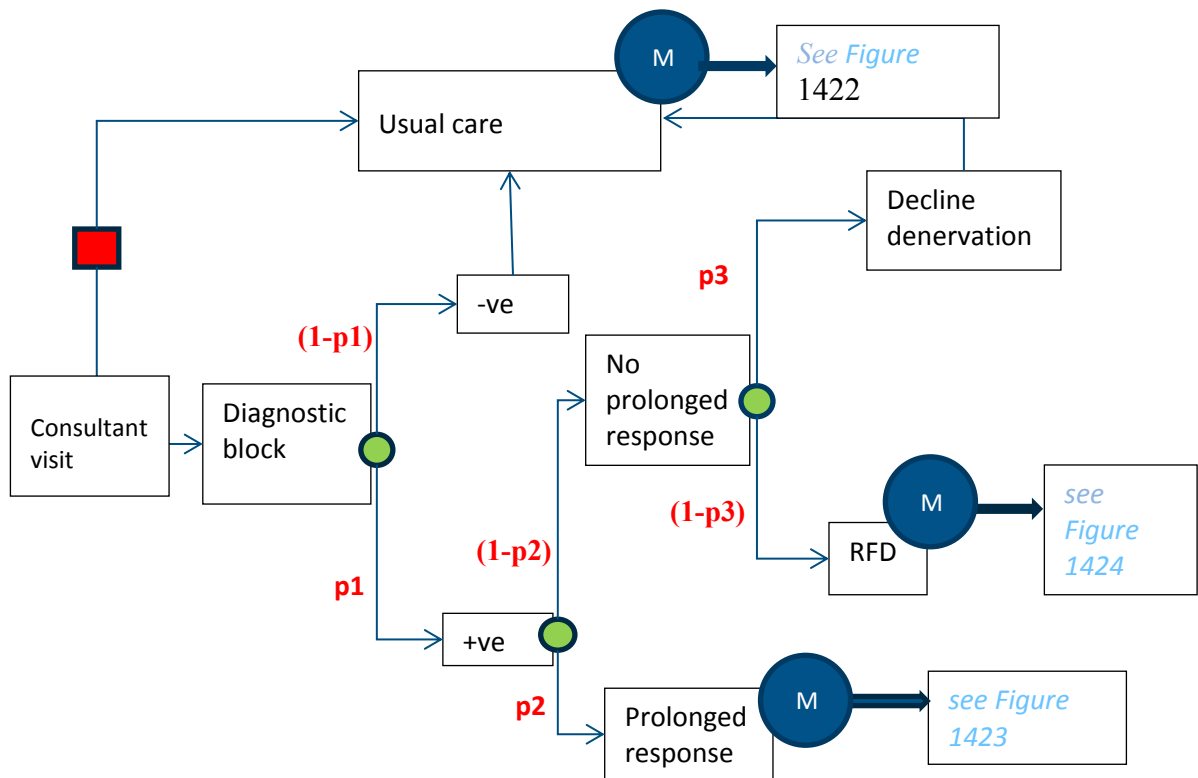 M
See Figure
1422
Usual care
Decline
denervation
p3
-ve
(1-p1)
No
prolonged
response
Consultant
visit
Diagnostic
block
(1-p2)
(1-p3)
M
see
Figure
1424
RFD
p1
+ve
p2
M
see Figure
1423
Prolonged
response